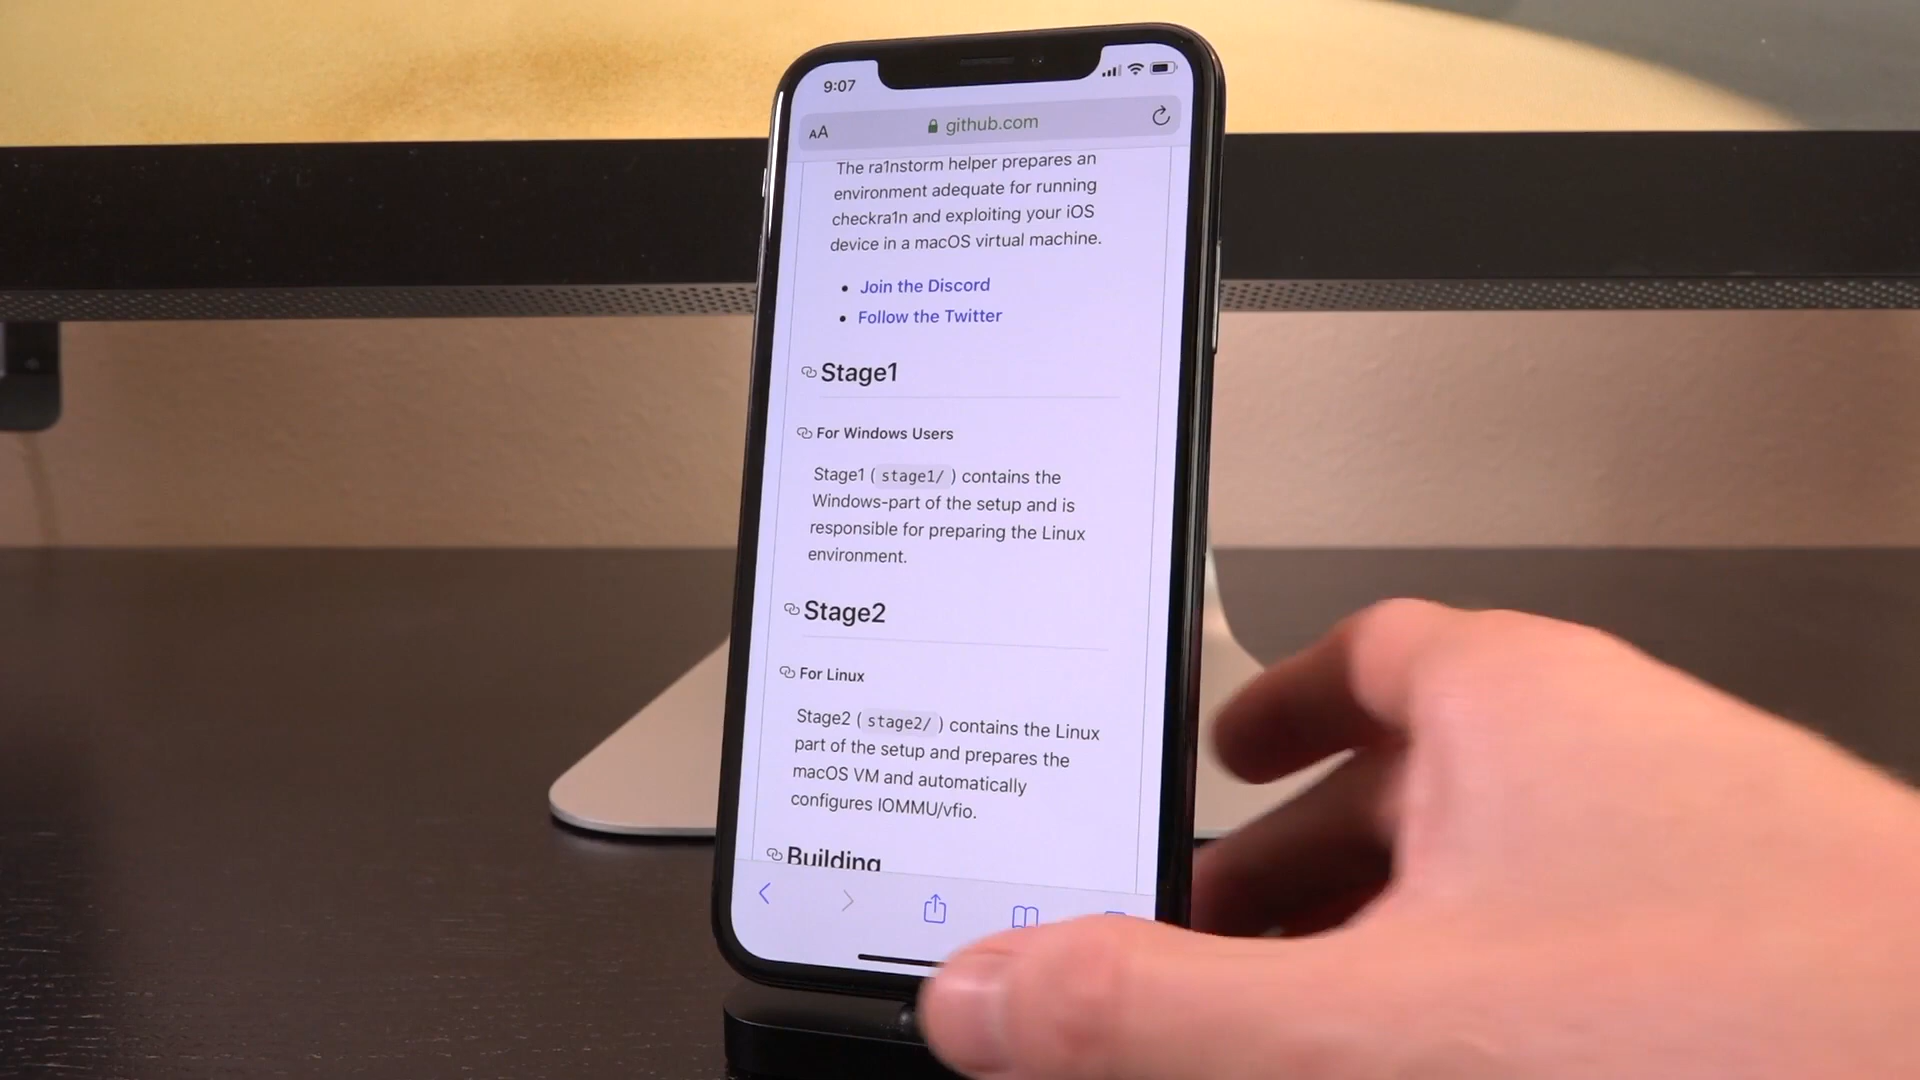 9:07
AA github.com
The ra1nstorm helper prepares an
environment adequate for running
checkra1n and exploiting your iOS
device in a macOS virtual machine.
• Join the Discord
• Follow the Twitter
Stage1
For Windows Users
Stage1 ( stage1/ ) contains the
Windows-part of the setup and is
responsible for preparing the Linux
environment.
Stage2
For Linux
Stage2 ( stage2/ ) contains the Linux
part of the setup and prepares the
macOS VM and automatically
configures IOMMU/vfio.
Building